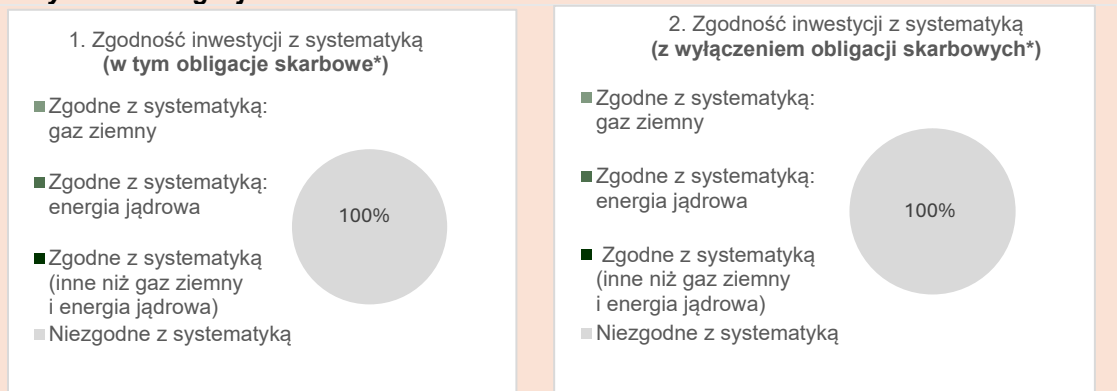 1. Zgodność inwestycji z systematyką
(w tym obligacje skarbowe*)
Zgodne z systematyką:
gaz ziemny
Zgodne z systematyką:
energia jądrowa
Zgodne z systematyką
(inne niż gaz ziemny
i energia jądrowa)
Niezgodne z systematyką
100%
2. Zgodność inwestycji z systematyką
(z wyłączeniem obligacji skarbowych*)
Zgodne z systematyką:
gaz ziemny
Zgodne z systematyką:
energia jądrowa
Zgodne z systematyką
(inne niż gaz ziemny
i energia jądrowa)
Niezgodne z systematyką
100%